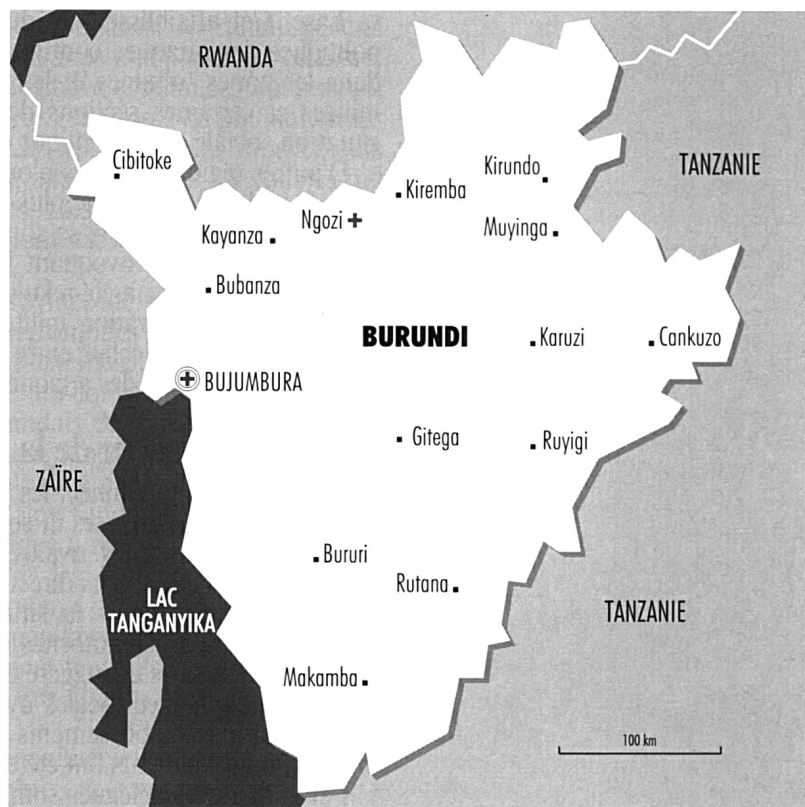 RWANDA
Cibitoke
Kirundo
TANZANIE
Kiremba
Ngozi
Kayanza
Muyinga
Bubanza
BURUNDI
Karuzi
Cankuzo
BUJUMBURA
Gitega
Ruyigi
ZAÏRE
Bururi
Rutana
LAC
TANGANYIKA
TANZANIE
Makamba
100 km